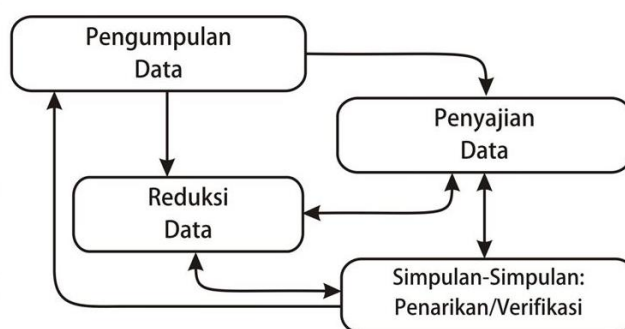 Pengumpulan
Data
Penyajian
Data
Reduksi
Data
Simpulan-Simpulan:
Penarikan/Verifikasi